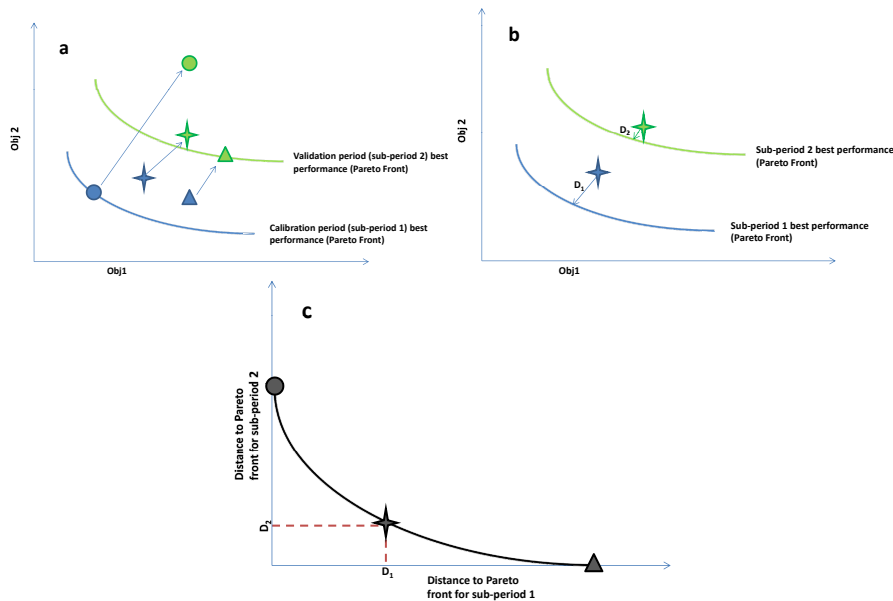 a
Obj 2
Validation period (sub-period 2) best
performance (Pareto Front)
Calibration period (sub-period 1) best
performance (Pareto Front)
Obj1
b
Obj 2
D2
D1
Sub-period 2 best performance
(Pareto Front)
Sub-period 1 best performance
(Pareto Front)
Obj1
c
Distance to Pareto
front for sub-period 2
D2
D1
Distance to Pareto
front for sub-period 1